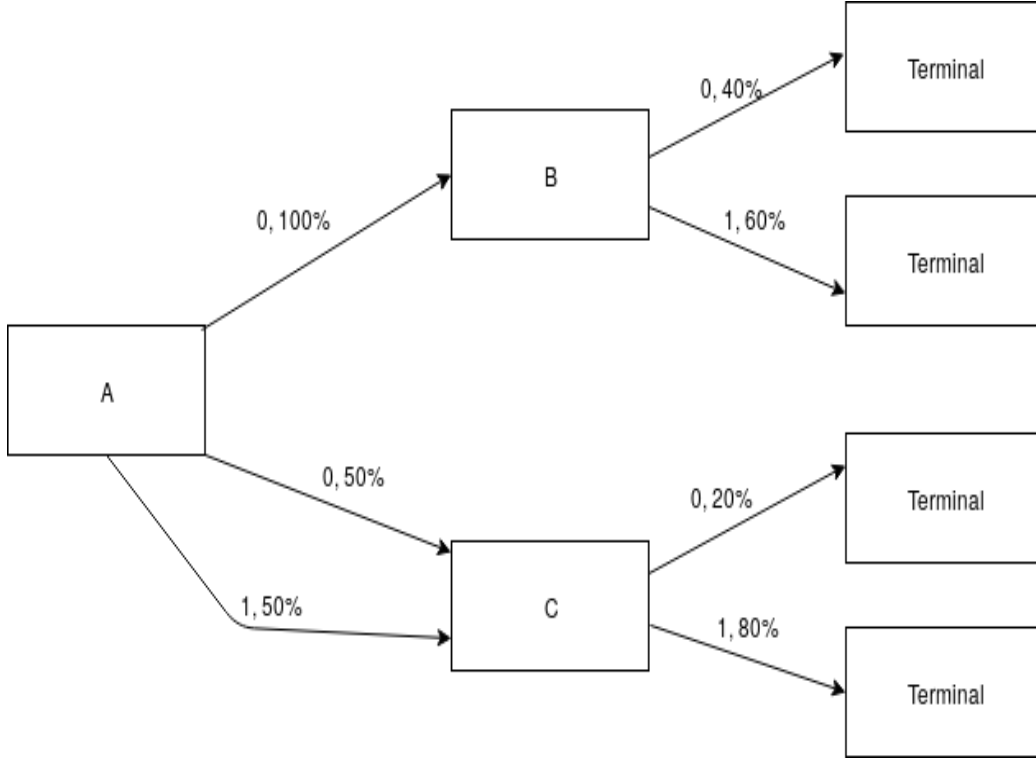 Terminal
0, 40%
B
1, 60%
0, 100%
Terminal
A
0, 50%
0, 20%
Terminal
1, 50%
C
1, 80%
Terminal